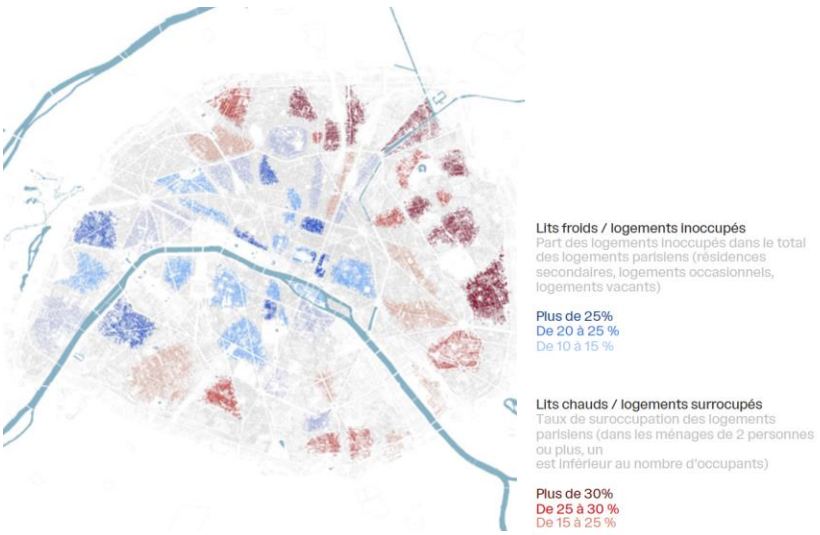 Lits froids / logements inoccupés
Part des logements inoccupés dans le total
des logements parisiens (résidences
secondaires, logements occasionnels,
logements vacants)
Plus de 25%
De 20 à 25 %
De 10 à 15 %
Lits chauds / logements surrocupés
Taux de suroccupation des logements
parisiens (dans les ménages de 2 personnes
ou plus, un
est inférieur au nombre d'occupants)
Plus de 30%
De 25 à 30 %
De 15 à 25 %